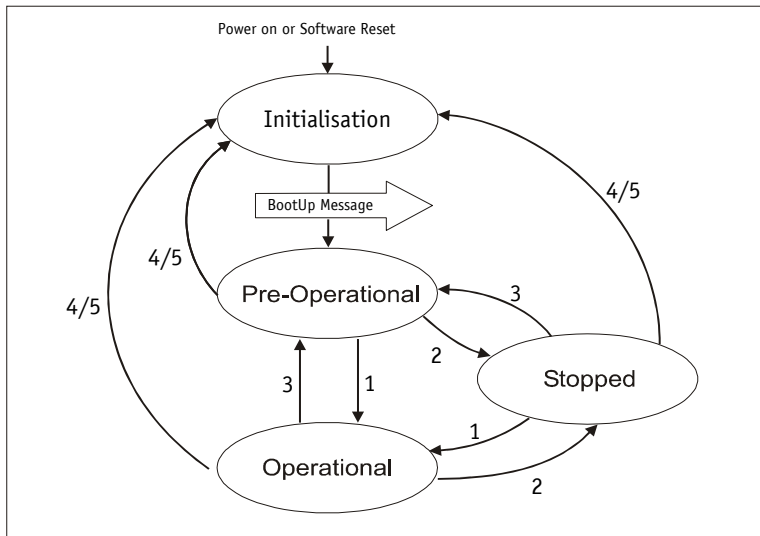 Power on or Software Reset
Initialisation
4/5
BootUp Message
4/5
4/5
Pre-Operational
3
2
Stopped
3
1
1
Operational
2